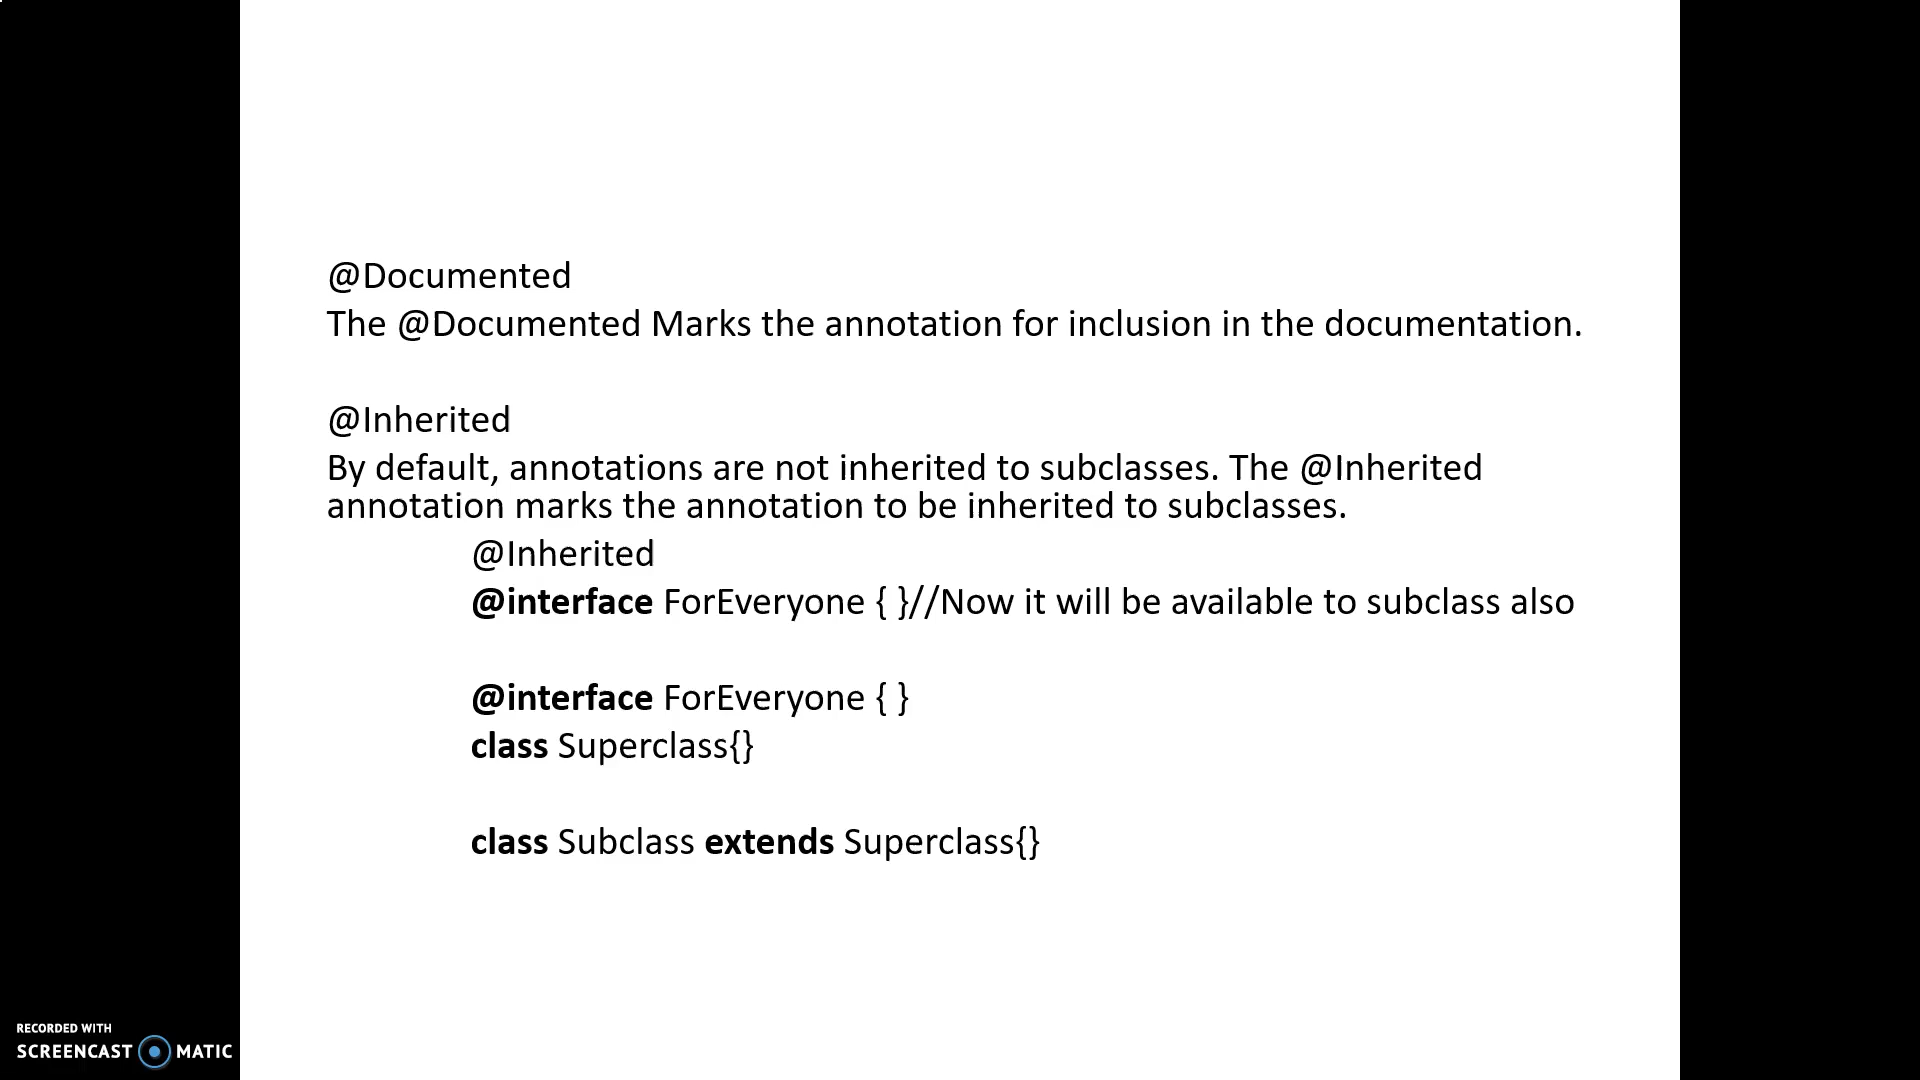 @Documented
The @Documented Marks the annotation for inclusion in the documentation.
@Inherited
By default, annotations are not inherited to subclasses. The @Inherited
annotation marks the annotation to be inherited to subclasses.
@Inherited
@interface ForEveryone { }//Now it will be available to subclass also
@interface ForEveryone { }
class Superclass{}
class Subclass extends Superclass{}
RECORDED WITH
SCREENCAST MATIC